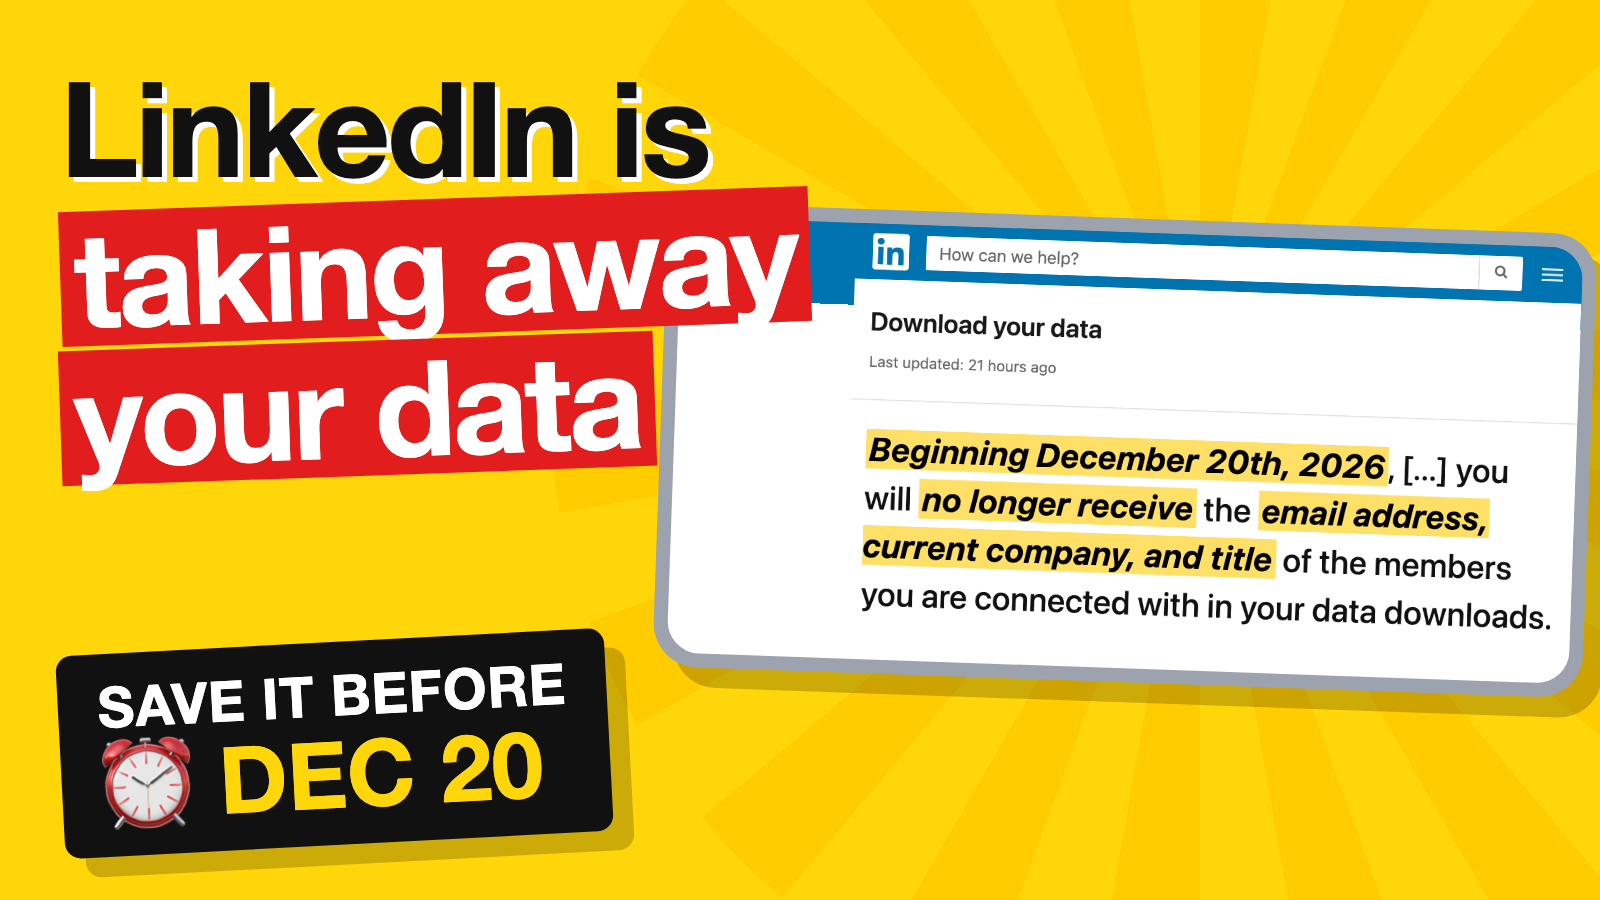 LinkedIn is
taking away
your data
SAVE IT BEFORE
DEC 20
in
How can we help?
Download your data
Last updated: 21 hours ago
Beginning December 20th, 2026, [...] you
will no longer receive the email address,
current company, and title of the members
you are connected with in your data downloads.